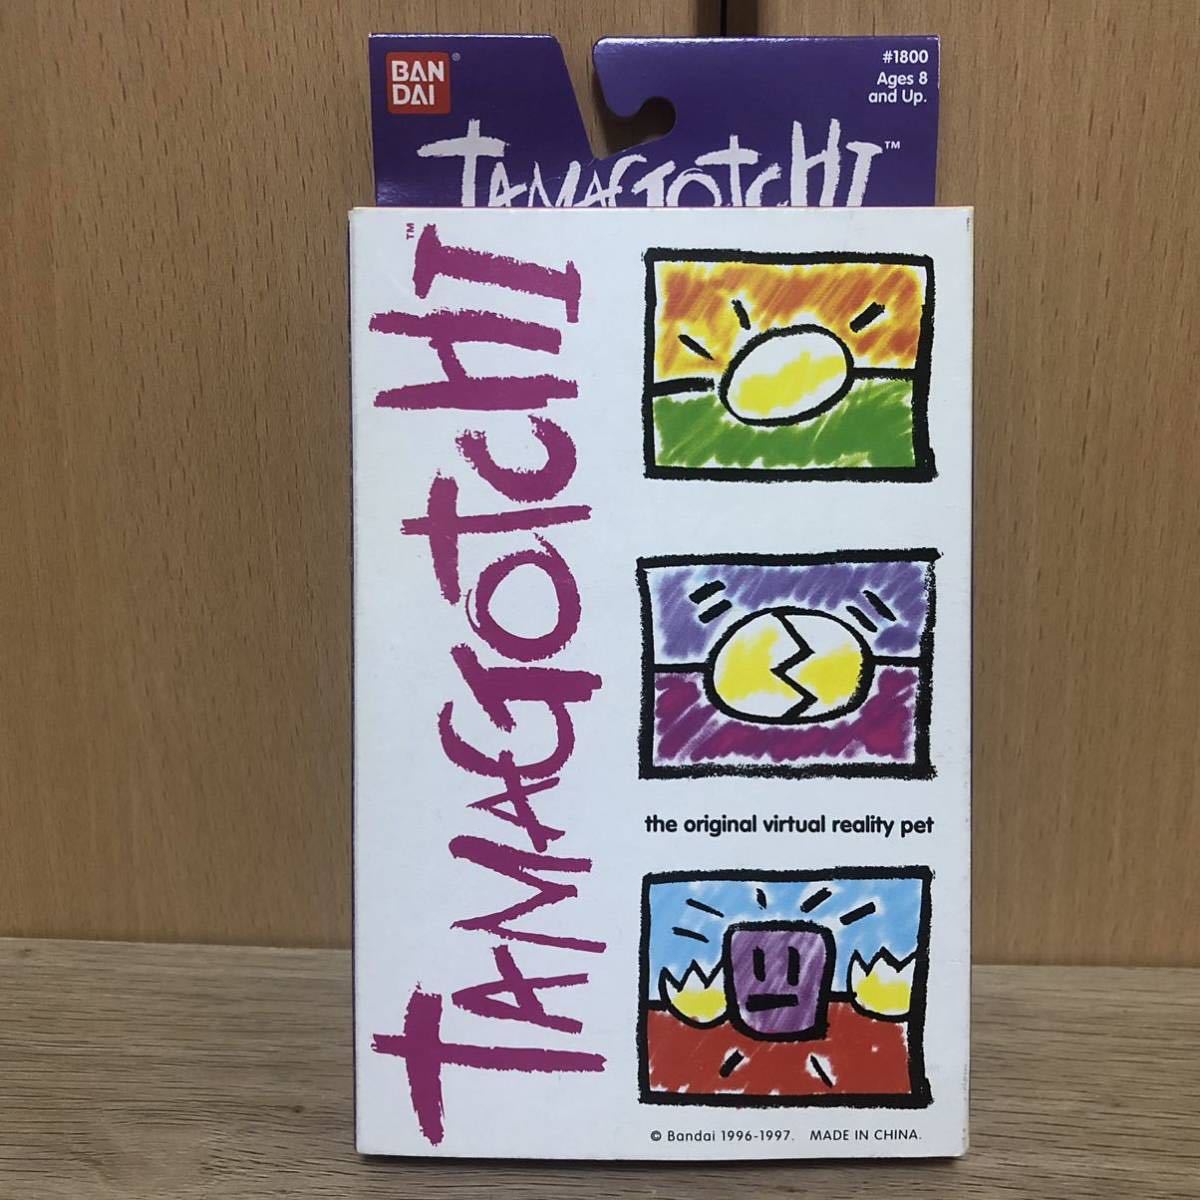 BAN
DAI
®
#1800
Ages 8
and Up.
TAMAGOTCHI™
TAMAGOTCHI™
the original virtual reality pet
© Bandai 1996-1997. MADE IN CHINA.